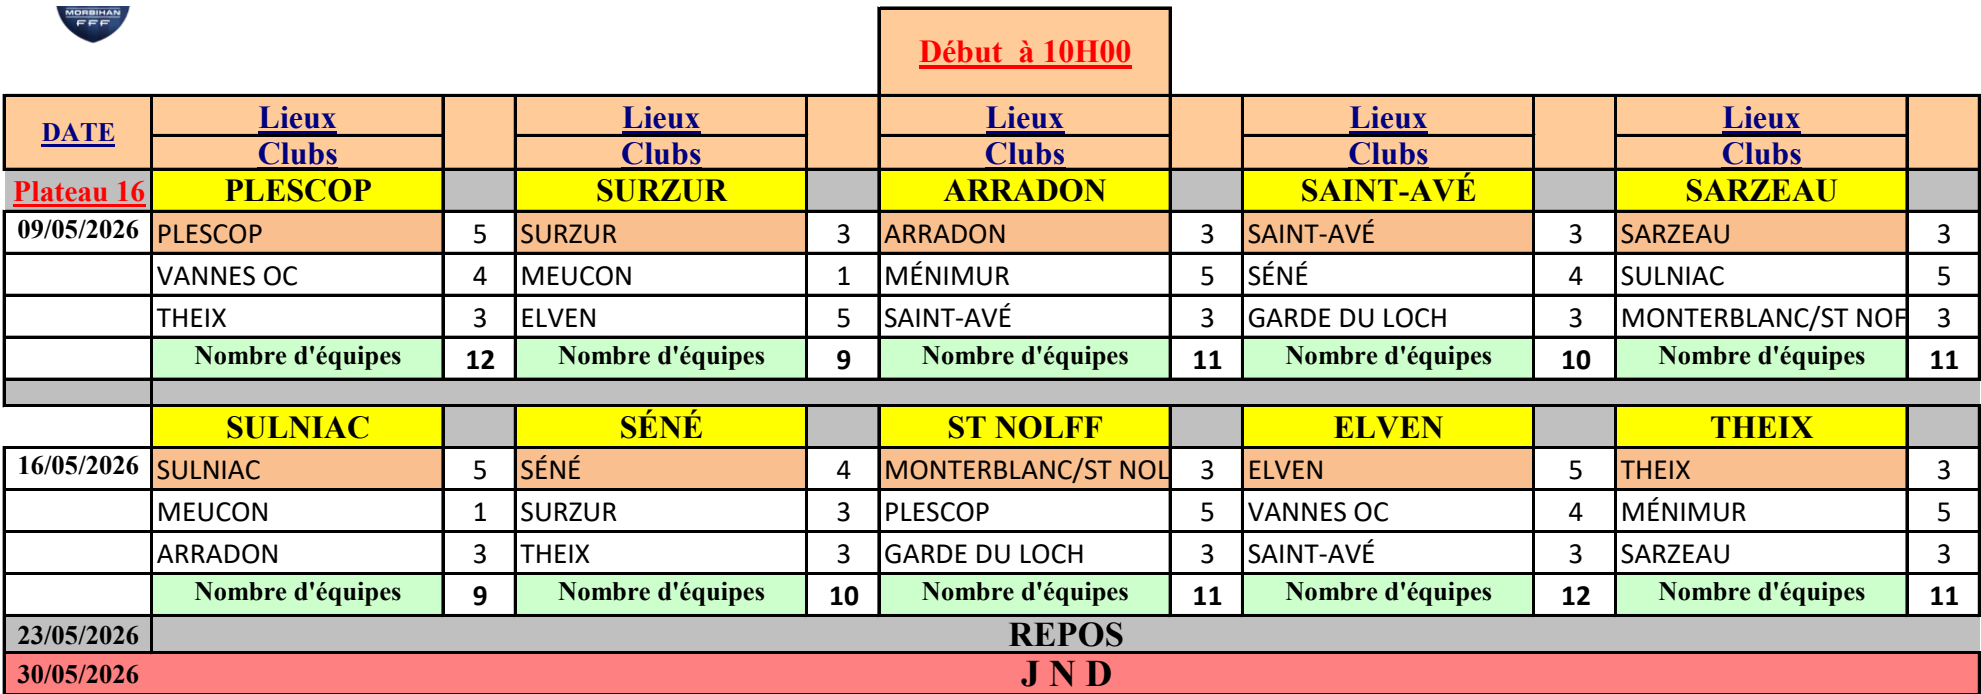 MORBIHAN
FFF
Début à 10H00
DATE Lieux Lieux Lieux Lieux Lieux
Clubs Clubs Clubs Clubs Clubs
Plateau 16 PLESCOP SURZUR ARRADON SAINT-AVÉ SARZEAU
09/05/2026 PLESCOP 5 SURZUR 3 ARRADON 3 SAINT-AVÉ 3 SARZEAU 3
VANNES OC 4 MEUCON 1 MÉNIMUR 5 SÉNÉ 4 SULNIAC 5
THEIX 3 ELVEN 5 SAINT-AVÉ 3 GARDE DU LOCH 3 MONTERBLANC/ST NOF 3
Nombre d'équipes 12 Nombre d'équipes 9 Nombre d'équipes 11 Nombre d'équipes 10 Nombre d'équipes 11
SULNIAC SÉNÉ ST NOLFF ELVEN THEIX
16/05/2026 SULNIAC 5 SÉNÉ 4 MONTERBLANC/ST NOL 3 ELVEN 5 THEIX 3
MEUCON 1 SURZUR 3 PLESCOP 5 VANNES OC 4 MÉNIMUR 5
ARRADON 3 THEIX 3 GARDE DU LOCH 3 SAINT-AVÉ 3 SARZEAU 3
Nombre d'équipes 9 Nombre d'équipes 10 Nombre d'équipes 11 Nombre d'équipes 12 Nombre d'équipes 11
23/05/2026 REPOS
30/05/2026 J N D